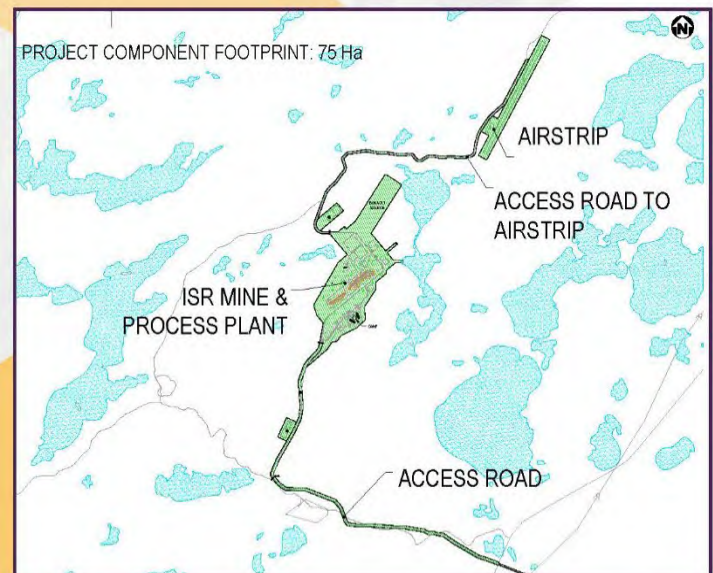 N
PROJECT COMPONENT FOOTPRINT: 75 Ha
AIRSTRIP
ACCESS ROAD TO
AIRSTRIP
ISR MINE &
PROCESS PLANT
ACCESS ROAD